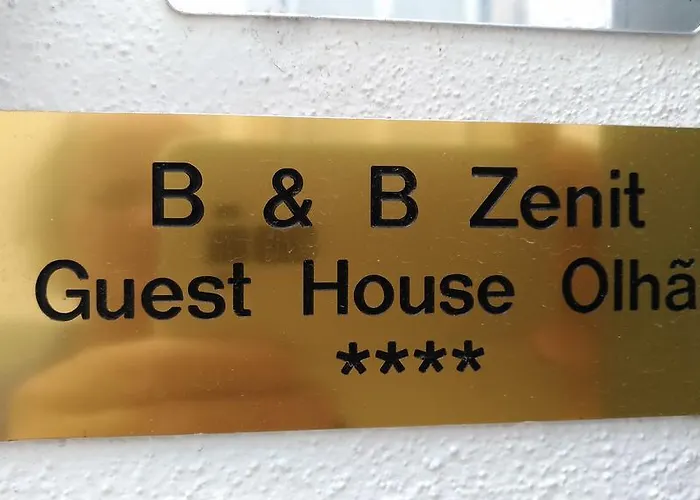 B & B Zenit
Guest House Olhã
****